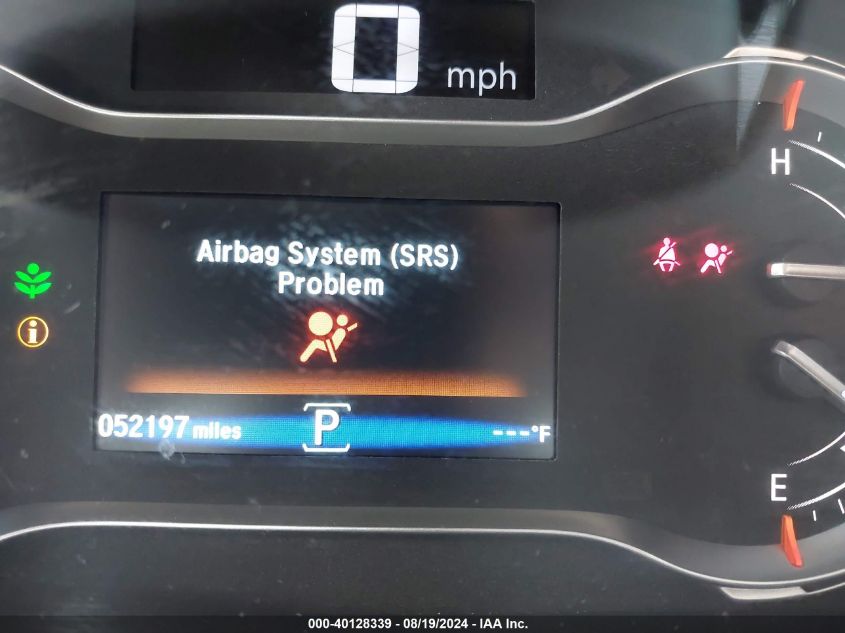 0 mph
H
Airbag System (SRS)
Problem
i
052197 miles P ---°F
E
000-40128339 - 08/19/2024 - IAA Inc.